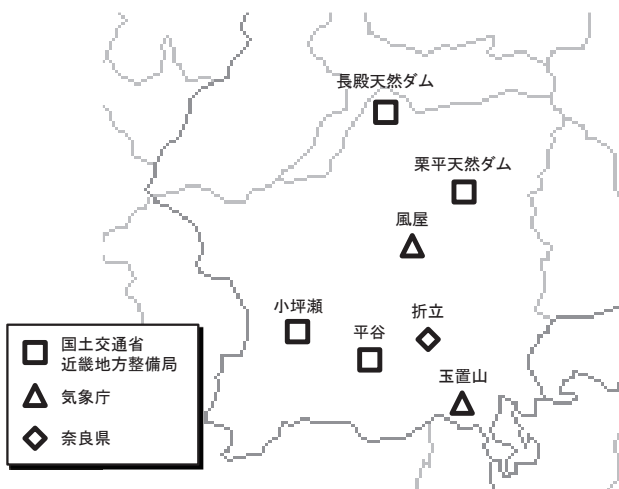 長殿天然ダム
栗平天然ダム
風屋
小坪瀬
平谷
折立
玉置山
国土交通省
近畿地方整備局
気象庁
奈良県